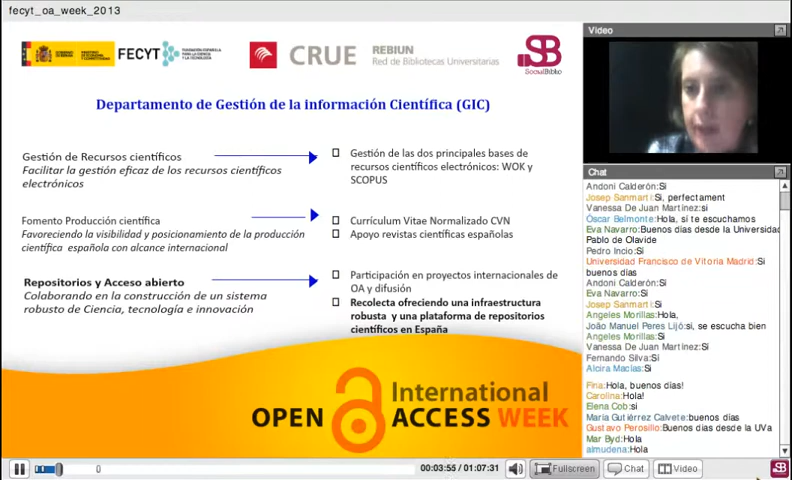 fecyt_oa_week_2013
FECYT
CRUE
REBIUN
Red de Bibliotecas Universitarias
SB
SocialBiblio
Departamento de Gestión de la información Científica (GIC)
Gestión de Recursos científicos
Facilitar la gestión eficaz de los recursos científicos
electrónicos
Gestión de las dos principales bases de
recursos científicos electrónicos: WOK y
SCOPUS
Fomento Producción científica
Favoreciendo la visibilidad y posicionamiento de la producción
científica española con alcance internacional
Currículum Vitae Normalizado CVN
Apoyo revistas científicas españolas
Repositorios y Acceso abierto
Colaborando en la construcción de un sistema
robusto de Ciencia, tecnología e innovación
Participación en proyectos internacionales de
OA y difusión
Recolecta ofreciendo una infraestructura
robusta y una plataforma de repositorios
científicos en España
International
OPEN ACCESS WEEK
Video
Chat
Andoni Calderón:Si
Josep Sanmartí:Si, perfectament
Vanessa De Juan Martínez:si
Óscar Belmonte:Hola, sí te escuchamos
Eva Navarro:Buenos días desde la Universidad
Pablo de Olavide
Pedro Incio:Si
Universidad Francisco de Vitoria Madrid:Si
buenos días
Andoni Calderón:Si
Eva Navarro:Si
Josep Sanmartí:Si
Angeles Morillas:Hola,
João Manuel Peres Lijó:si, se escucha bien
Angeles Morillas:Si
Vanessa De Juan Martínez:Si
Fernando Silva:Si
Alcira Macías:Si
Fina:Hola, buenos días!
Carolina:Hola!
Elena Cob:si
Maria Gutiérrez Calvete:buenos días
Gustavo Perosillo:Buenos días desde la UVa
Mar Byd:Hola
almudena:Hola
0
00:03:55 / 01:07:31
Fullscreen
Chat
Video
SB